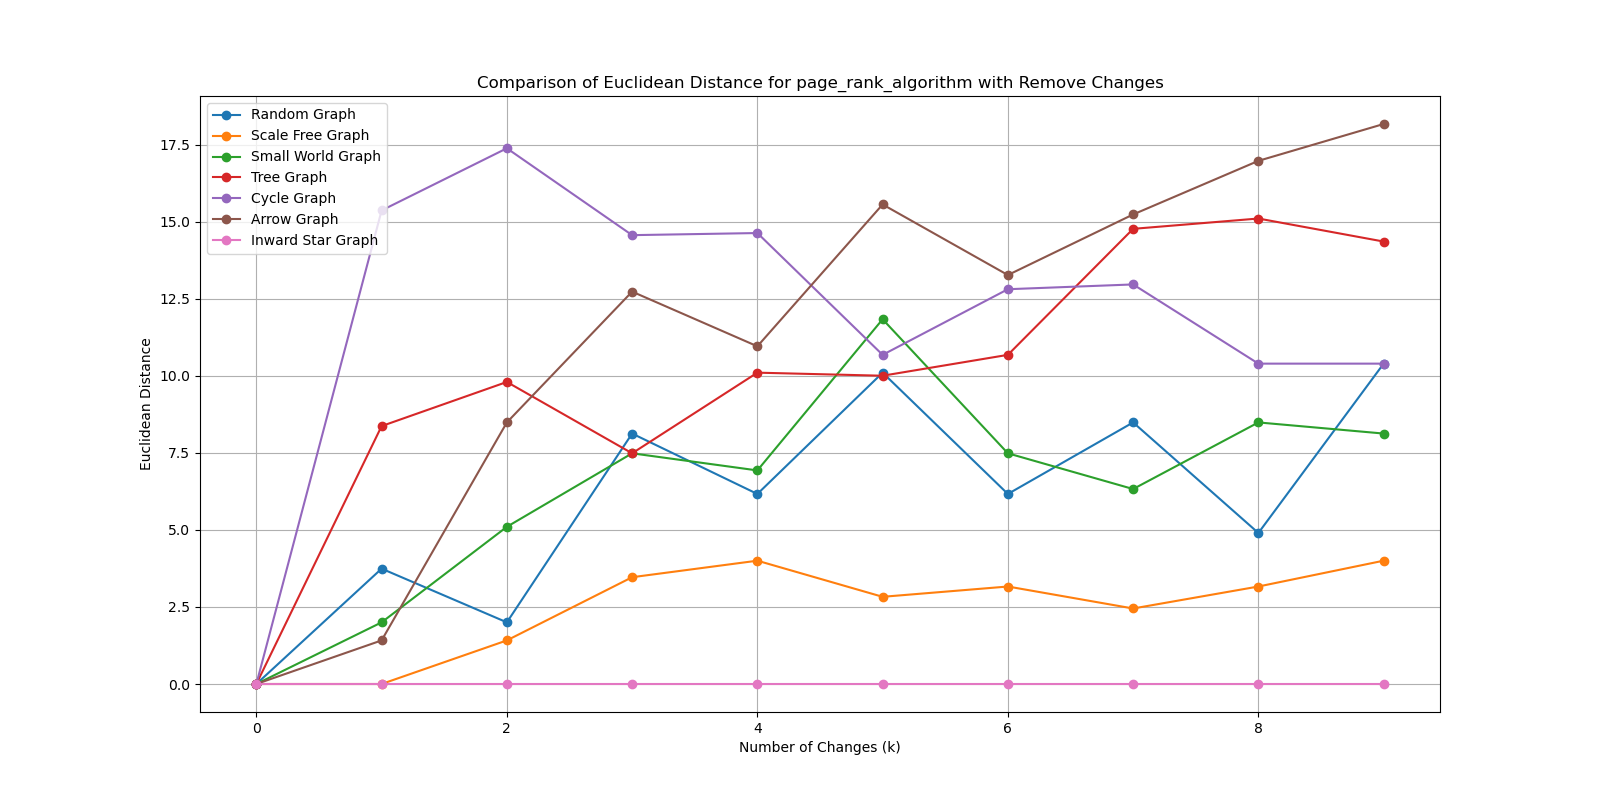 Comparison of Euclidean Distance for page_rank_algorithm with Remove Changes
Random Graph
Scale Free Graph
Small World Graph
Tree Graph
Cycle Graph
Arrow Graph
Inward Star Graph
17.5
15.0
12.5
10.0
7.5
5.0
2.5
0.0
Euclidean Distance
0 2 4 6 8
Number of Changes (k)